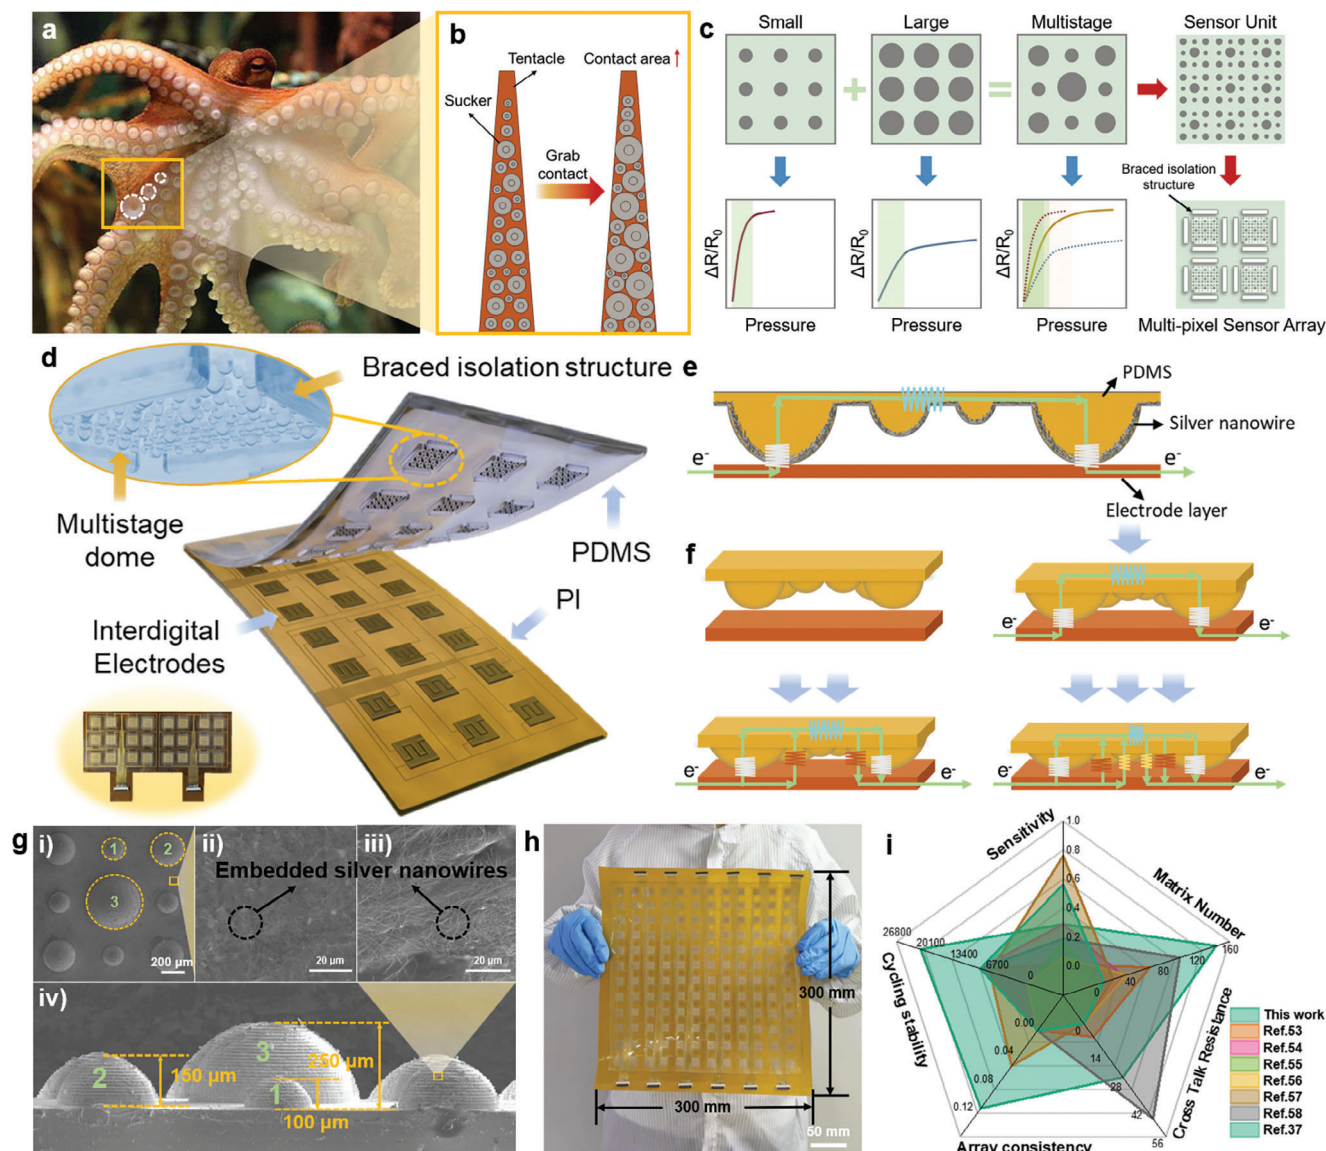 a
b
Tentacle
Contact area ↑
Sucker
Grab
contact
c
Small
Large
Multistage
Sensor Unit
+
=
Braced isolation
structure
ΔR/R0
Pressure
ΔR/R0
Pressure
ΔR/R0
Pressure
Multi-pixel Sensor Array
d
Braced isolation structure
Multistage
dome
PDMS
PI
Interdigital
Electrodes
e
PDMS
Silver nanowire
e-
e-
Electrode layer
f
e-
e-
e-
e-
e-
e-
g
i)
1
2
3
200 μm
ii)
iii)
Embedded silver nanowires
20 μm
20 μm
iv)
2
3
1
150 μm
250 μm
100 μm
h
300 mm
300 mm
50 mm
i
Sensitivity
1.0
0.8
0.6
0.4
0.2
0.0
Matrix Number
0
40
80
120
160
Cross Talk Resistance
0
14
28
42
56
Array consistency
0.00
0.04
0.08
0.12
Cycling stability
0
6700
13400
20100
26800
This work
Ref.53
Ref.54
Ref.55
Ref.56
Ref.57
Ref.58
Ref.37